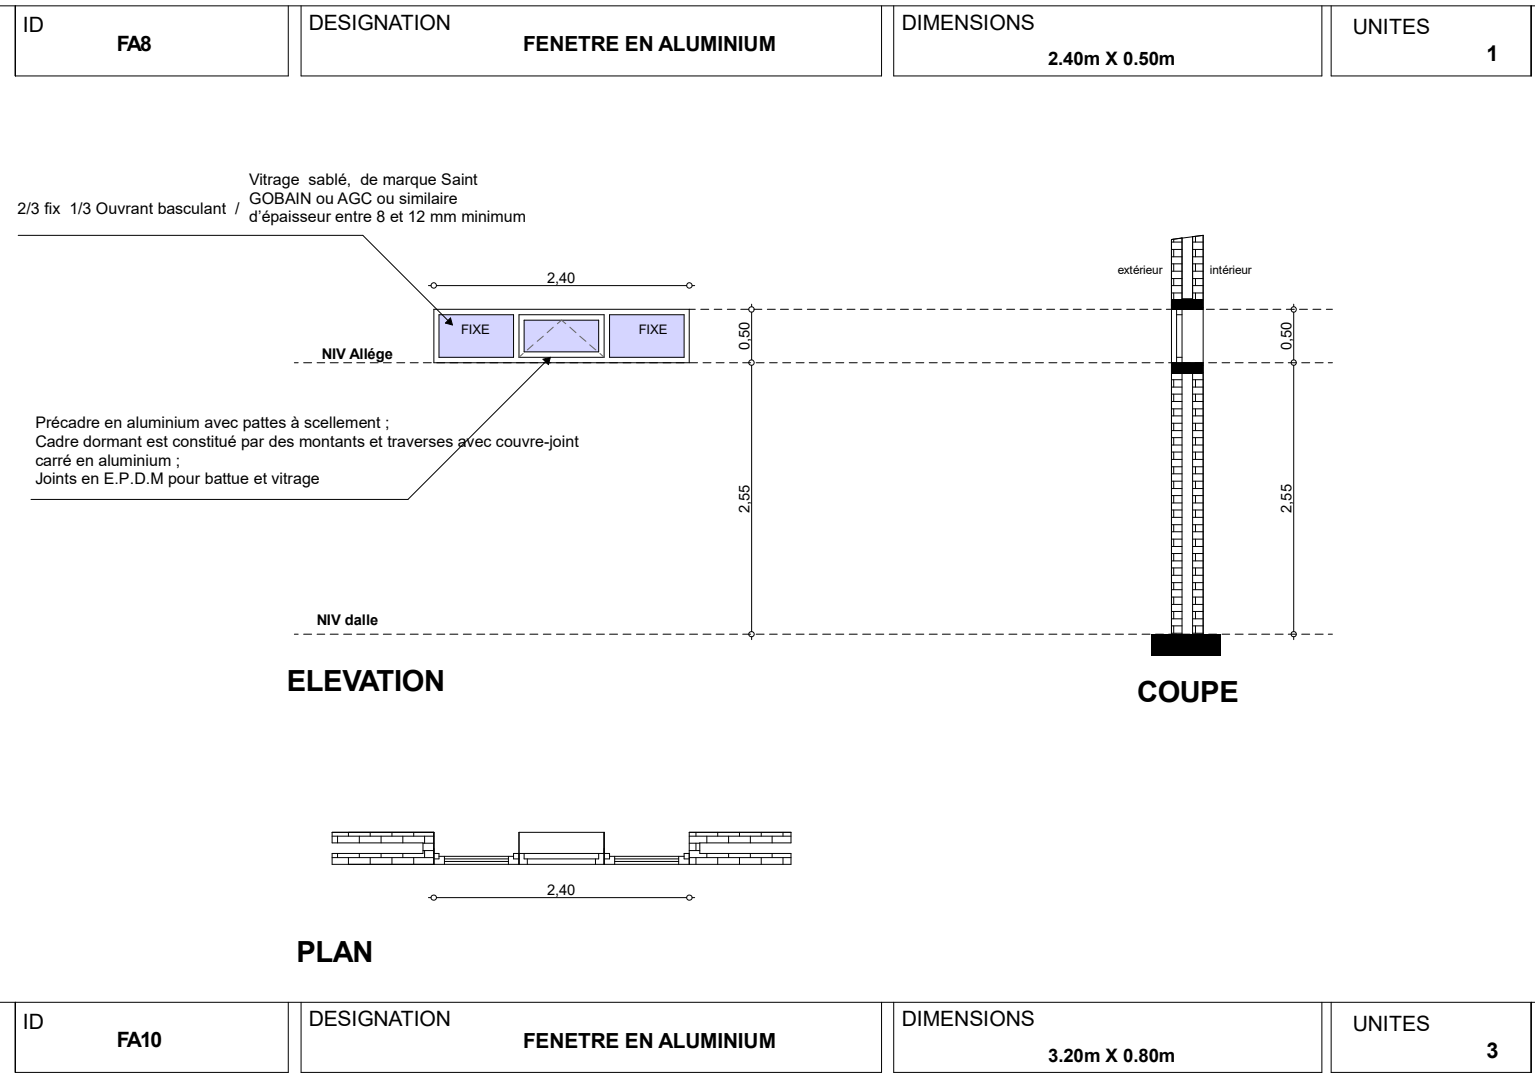 ID
FA8
DESIGNATION
FENETRE EN ALUMINIUM
DIMENSIONS
2.40m X 0.50m
UNITES
1
2/3 fix 1/3 Ouvrant basculant /
Vitrage sablé, de marque Saint
GOBAIN ou AGC ou similaire
d'épaisseur entre 8 et 12 mm minimum
2,40
FIXE
FIXE
NIV Allége
0,50
extérieur
intérieur
0,50
Précadre en aluminium avec pattes à scellement ;
Cadre dormant est constitué par des montants et traverses avec couvre-joint
carré en aluminium ;
Joints en E.P.D.M pour battue et vitrage
2,55
2,55
NIV dalle
ELEVATION
COUPE
2,40
PLAN
ID
FA10
DESIGNATION
FENETRE EN ALUMINIUM
DIMENSIONS
3.20m X 0.80m
UNITES
3